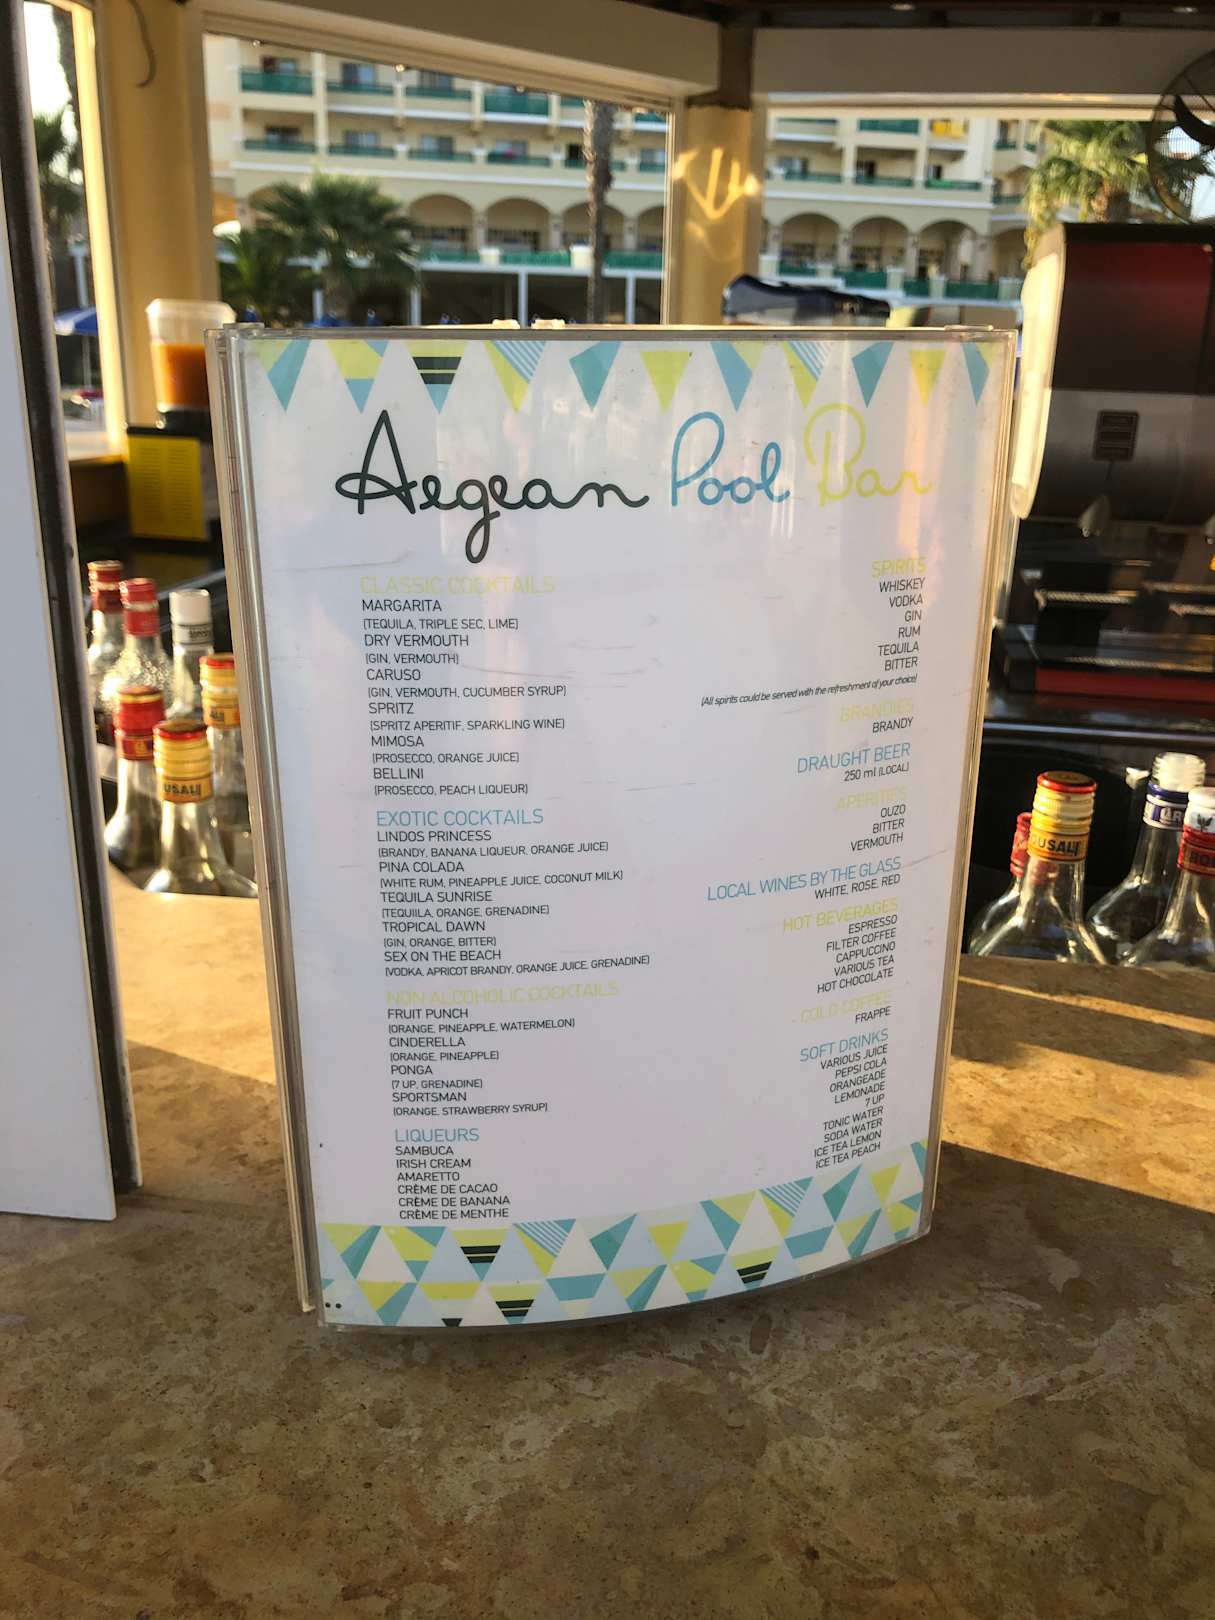 Aegean Pool Bar
CLASSIC COCKTAILS
MARGARITA
(TEQUILA, TRIPLE SEC, LIME)
DRY VERMOUTH
(GIN, VERMOUTH)
CARUSO
(GIN, VERMOUTH, CUCUMBER SYRUP)
SPRITZ
(SPRITZ APERITIF, SPARKLING WINE)
MIMOSA
(PROSECCO, ORANGE JUICE)
BELLINI
(PROSECCO, PEACH LIQUEUR)
EXOTIC COCKTAILS
LINDOS PRINCESS
(BRANDY, BANANA LIQUEUR, ORANGE JUICE)
PINA COLADA
(WHITE RUM, PINEAPPLE JUICE, COCONUT MILK)
TEQUILA SUNRISE
(TEQUIILA, ORANGE, GRENADINE)
TROPICAL DAWN
(GIN, ORANGE, BITTER)
SEX ON THE BEACH
(VODKA, APRICOT BRANDY, ORANGE JUICE, GRENADINE)
NON ALCOHOLIC COCKTAILS
FRUIT PUNCH
(ORANGE, PINEAPPLE, WATERMELON)
CINDERELLA
(ORANGE, PINEAPPLE)
PONGA
(7 UP, GRENADINE)
SPORTSMAN
(ORANGE, STRAWBERRY SYRUP)
LIQUEURS
SAMBUCA
IRISH CREAM
AMARETTO
CRÈME DE CACAO
CRÈME DE BANANA
CRÈME DE MENTHE
SPIRITS
WHISKEY
VODKA
GIN
RUM
TEQUILA
BITTER
(All spirits could be served with the refreshment of your choice)
BRANDIES
BRANDY
DRAUGHT BEER
250 ml (LOCAL)
APERITIFS
OUZO
BITTER
VERMOUTH
LOCAL WINES BY THE GLASS
WHITE, ROSE, RED
HOT BEVERAGES
ESPRESSO
FILTER COFFEE
CAPPUCCINO
VARIOUS TEA
HOT CHOCOLATE
COLD COFFEE
FRAPPE
SOFT DRINKS
VARIOUS JUICE
PEPSI COLA
ORANGEADE
LEMONADE
7 UP
TONIC WATER
SODA WATER
ICE TEA LEMON
ICE TEA PEACH